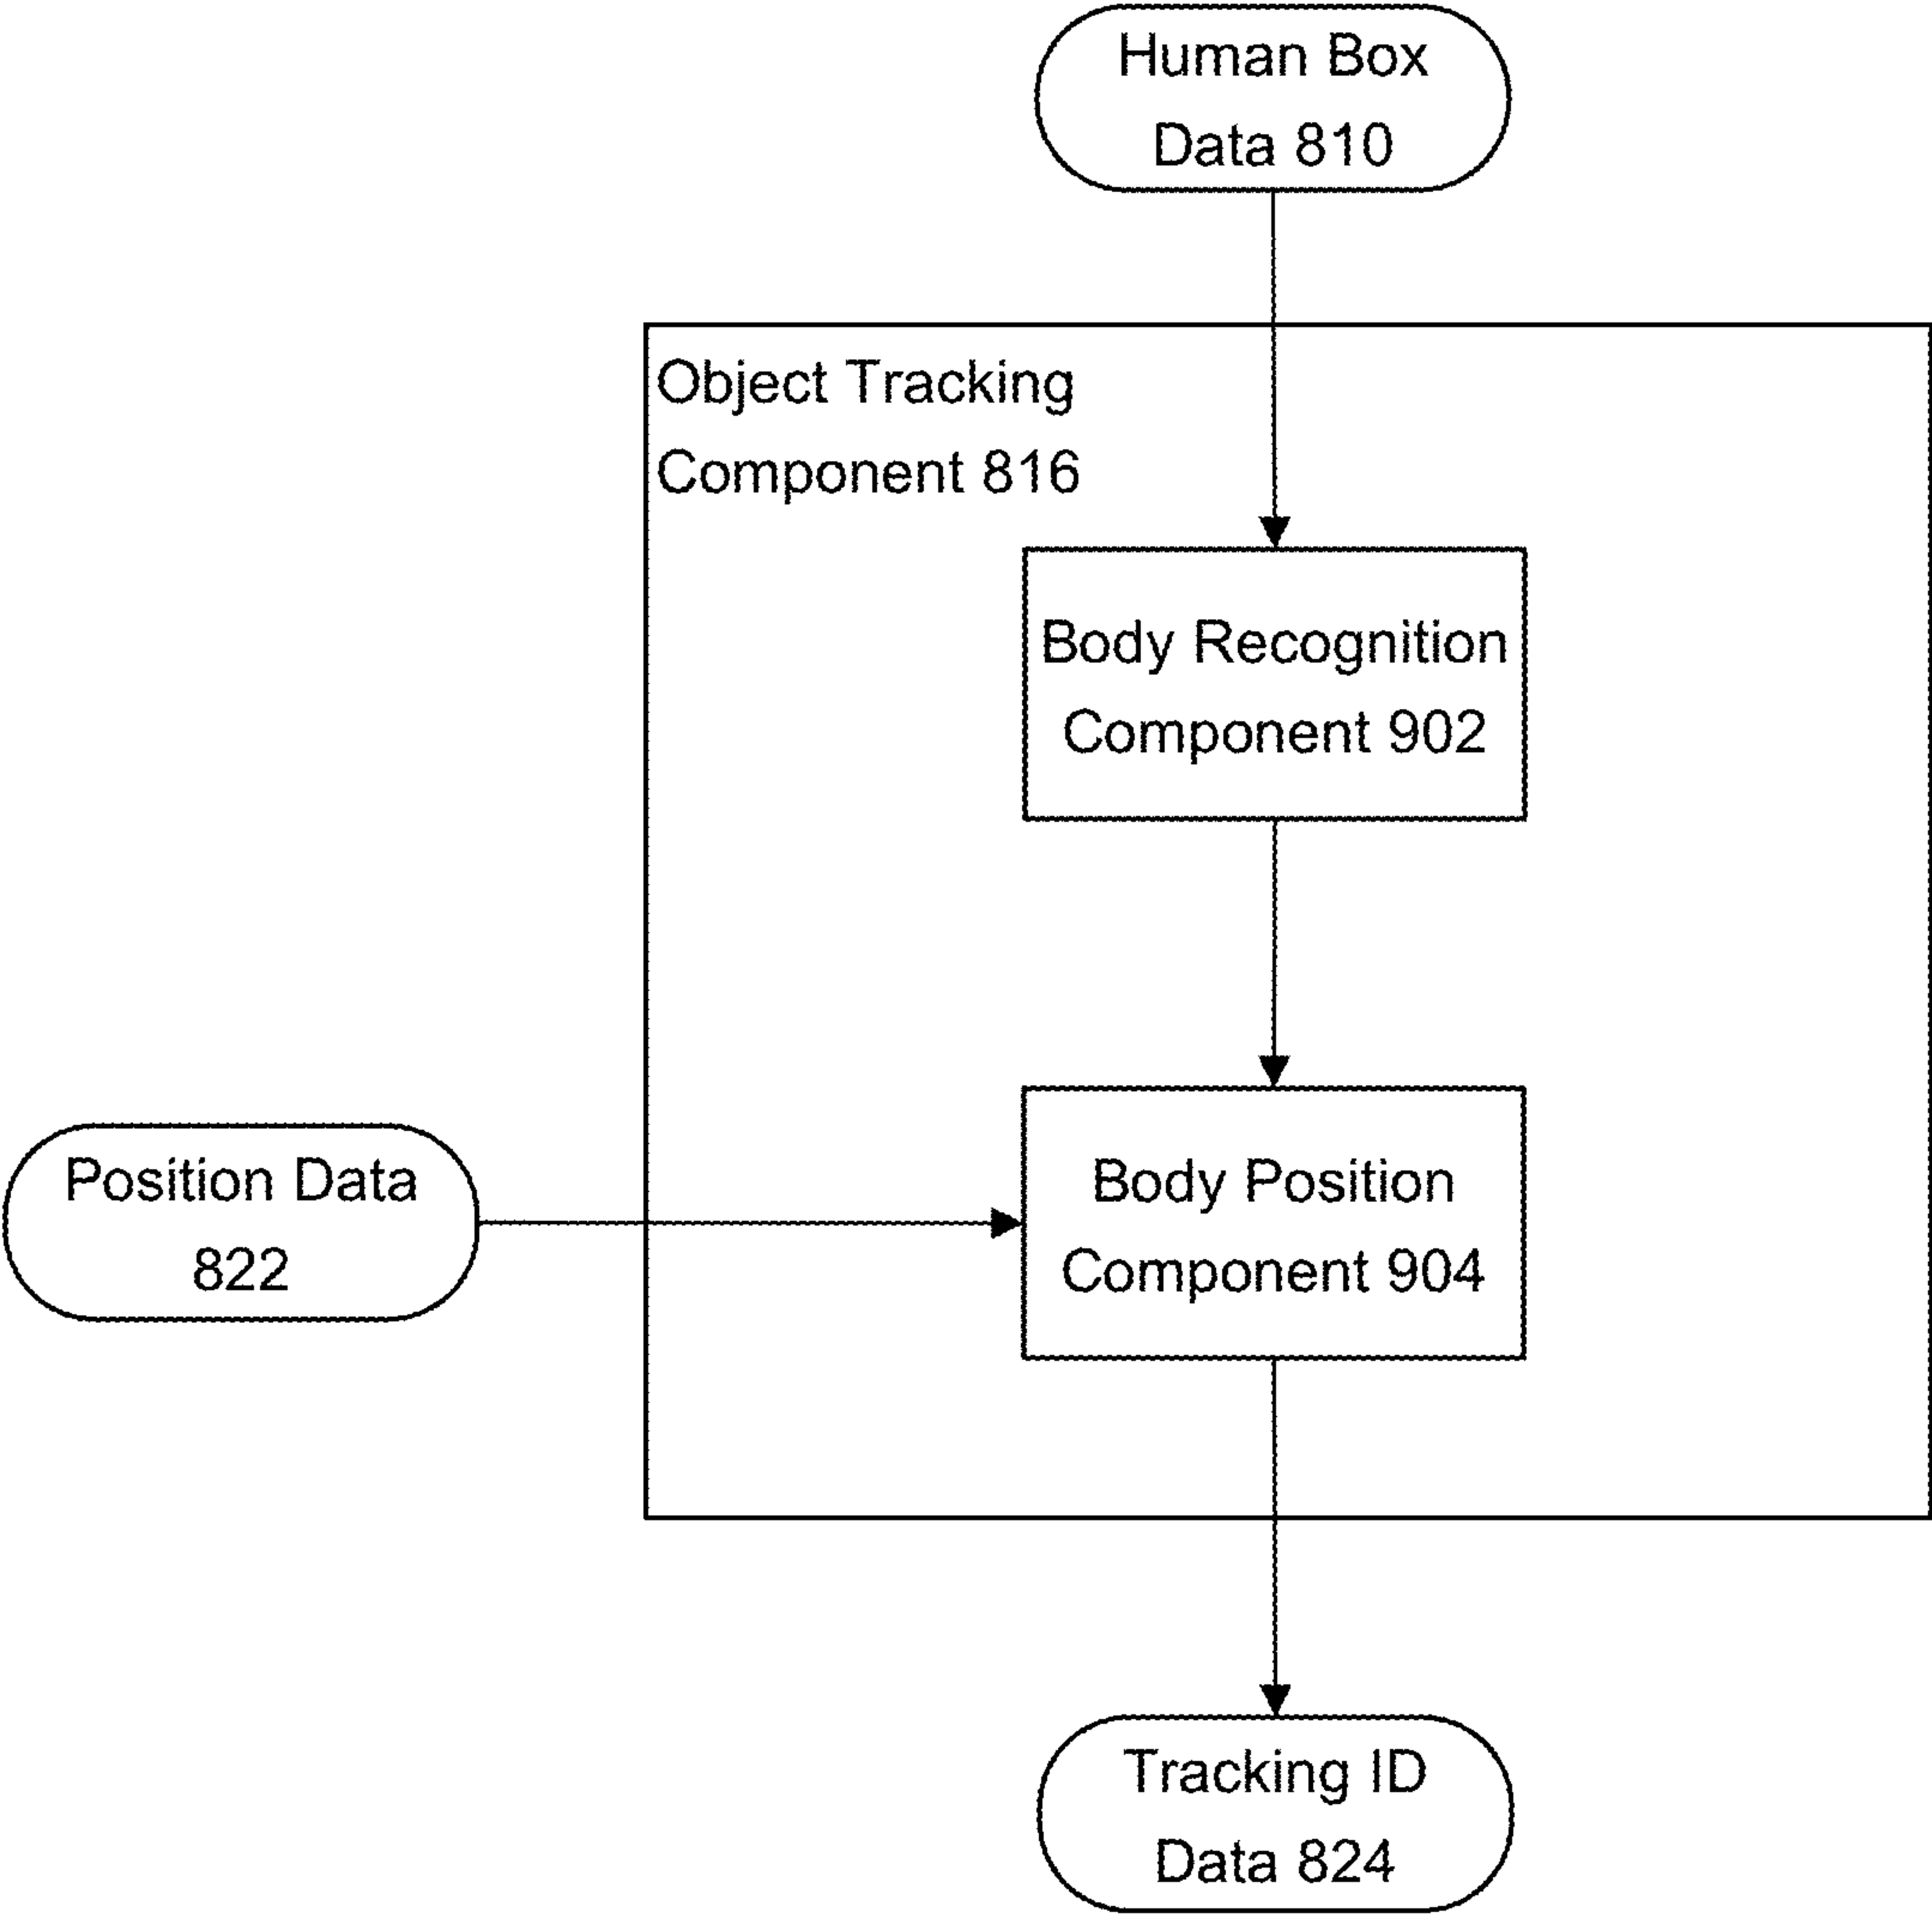 Human Box
Data 810
Object Tracking
Component 816
Body Recognition
Component 902
Position Data
822
Body Position
Component 904
Tracking ID
Data 824